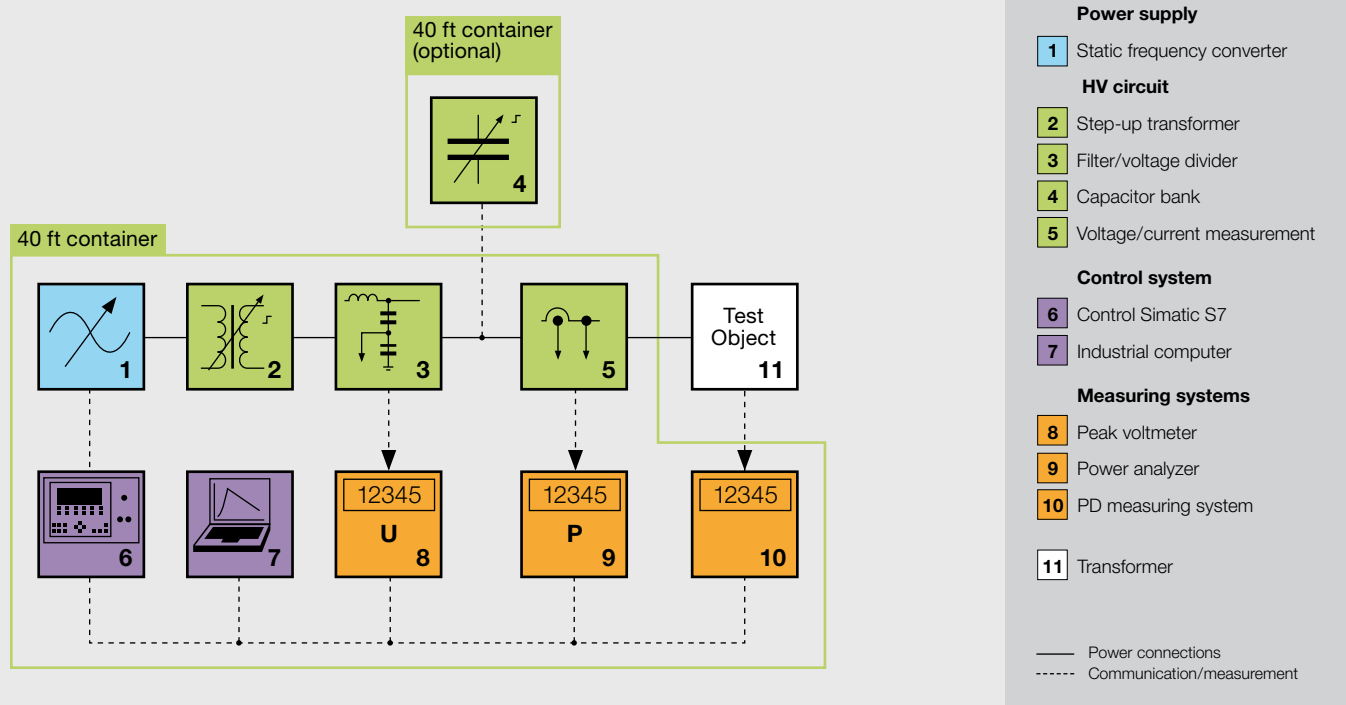 40 ft container
(optional)
4
40 ft container
1
2
3
5
Test
Object
11
6
7
12345
U
8
12345
P
9
12345
10
Power supply
1 Static frequency converter
HV circuit
2 Step-up transformer
3 Filter/voltage divider
4 Capacitor bank
5 Voltage/current measurement
Control system
6 Control Simatic S7
7 Industrial computer
Measuring systems
8 Peak voltmeter
9 Power analyzer
10 PD measuring system
11 Transformer
Power connections
Communication/measurement